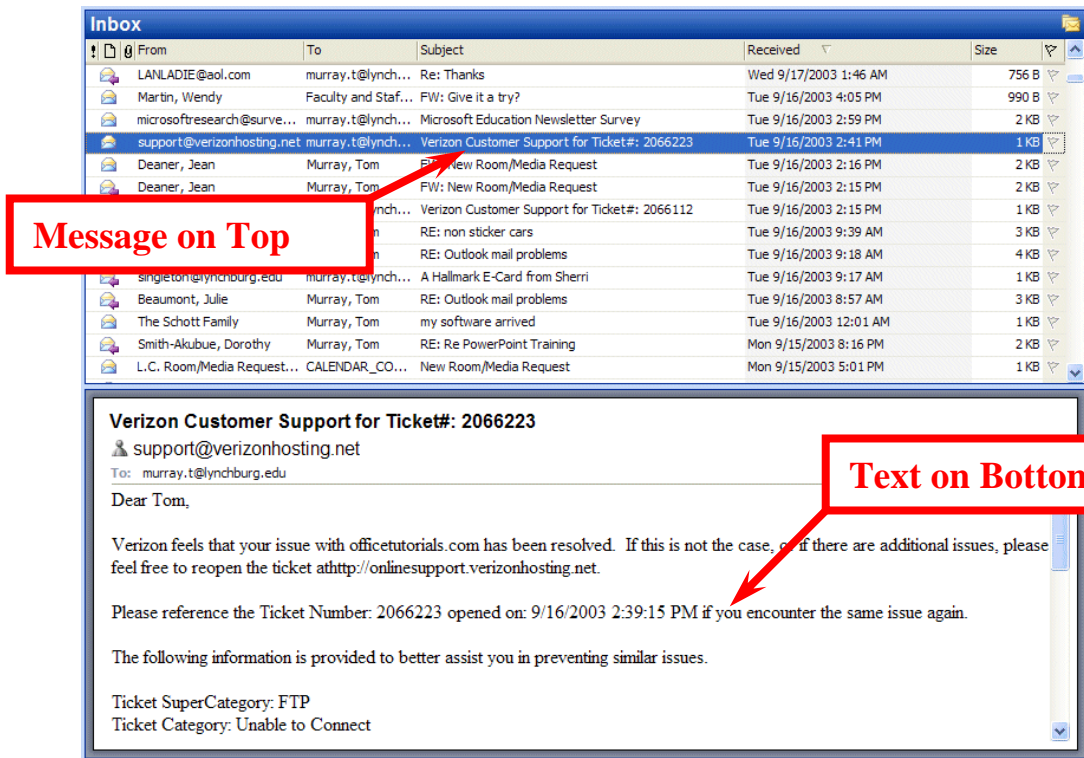 Inbox
From To Subject Received Size
LANLADIE@aol.com murray.t@lynch... Re: Thanks Wed 9/17/2003 1:46 AM 756 B
Martin, Wendy Faculty and Staf... FW: Give it a try? Tue 9/16/2003 4:05 PM 990 B
microsoftresearch@surve... murray.t@lynch... Microsoft Education Newsletter Survey Tue 9/16/2003 2:59 PM 2 KB
support@verizonhosting.net murray.t@lynch... Verizon Customer Support for Ticket#: 2066223 Tue 9/16/2003 2:41 PM 1 KB
Deaner, Jean Murray, Tom FW: New Room/Media Request Tue 9/16/2003 2:16 PM 2 KB
Deaner, Jean Murray, Tom FW: New Room/Media Request Tue 9/16/2003 2:15 PM 2 KB
ynch... Verizon Customer Support for Ticket#: 2066112 Tue 9/16/2003 2:15 PM 1 KB
RE: non sticker cars Tue 9/16/2003 9:39 AM 3 KB
Message on Top
RE: Outlook mail problems Tue 9/16/2003 9:18 AM 4 KB
singleton@lynchburg.edu murray.t@lynch... A Hallmark E-Card from Sherri Tue 9/16/2003 9:17 AM 1 KB
Beaumont, Julie Murray, Tom RE: Outlook mail problems Tue 9/16/2003 8:57 AM 3 KB
The Schott Family Murray, Tom my software arrived Tue 9/16/2003 12:01 AM 1 KB
Smith-Akubue, Dorothy Murray, Tom RE: Re PowerPoint Training Mon 9/15/2003 8:16 PM 2 KB
L.C. Room/Media Request... CALENDAR_CO... New Room/Media Request Mon 9/15/2003 5:01 PM 1 KB
Verizon Customer Support for Ticket#: 2066223
support@verizonhosting.net
To: murray.t@lynchburg.edu
Text on Botton
Dear Tom,
Verizon feels that your issue with officetutorials.com has been resolved. If this is not the case, or if there are additional issues, please
feel free to reopen the ticket athttp://onlinesupport.verizonhosting.net.
Please reference the Ticket Number: 2066223 opened on: 9/16/2003 2:39:15 PM if you encounter the same issue again.
The following information is provided to better assist you in preventing similar issues.
Ticket SuperCategory: FTP
Ticket Category: Unable to Connect